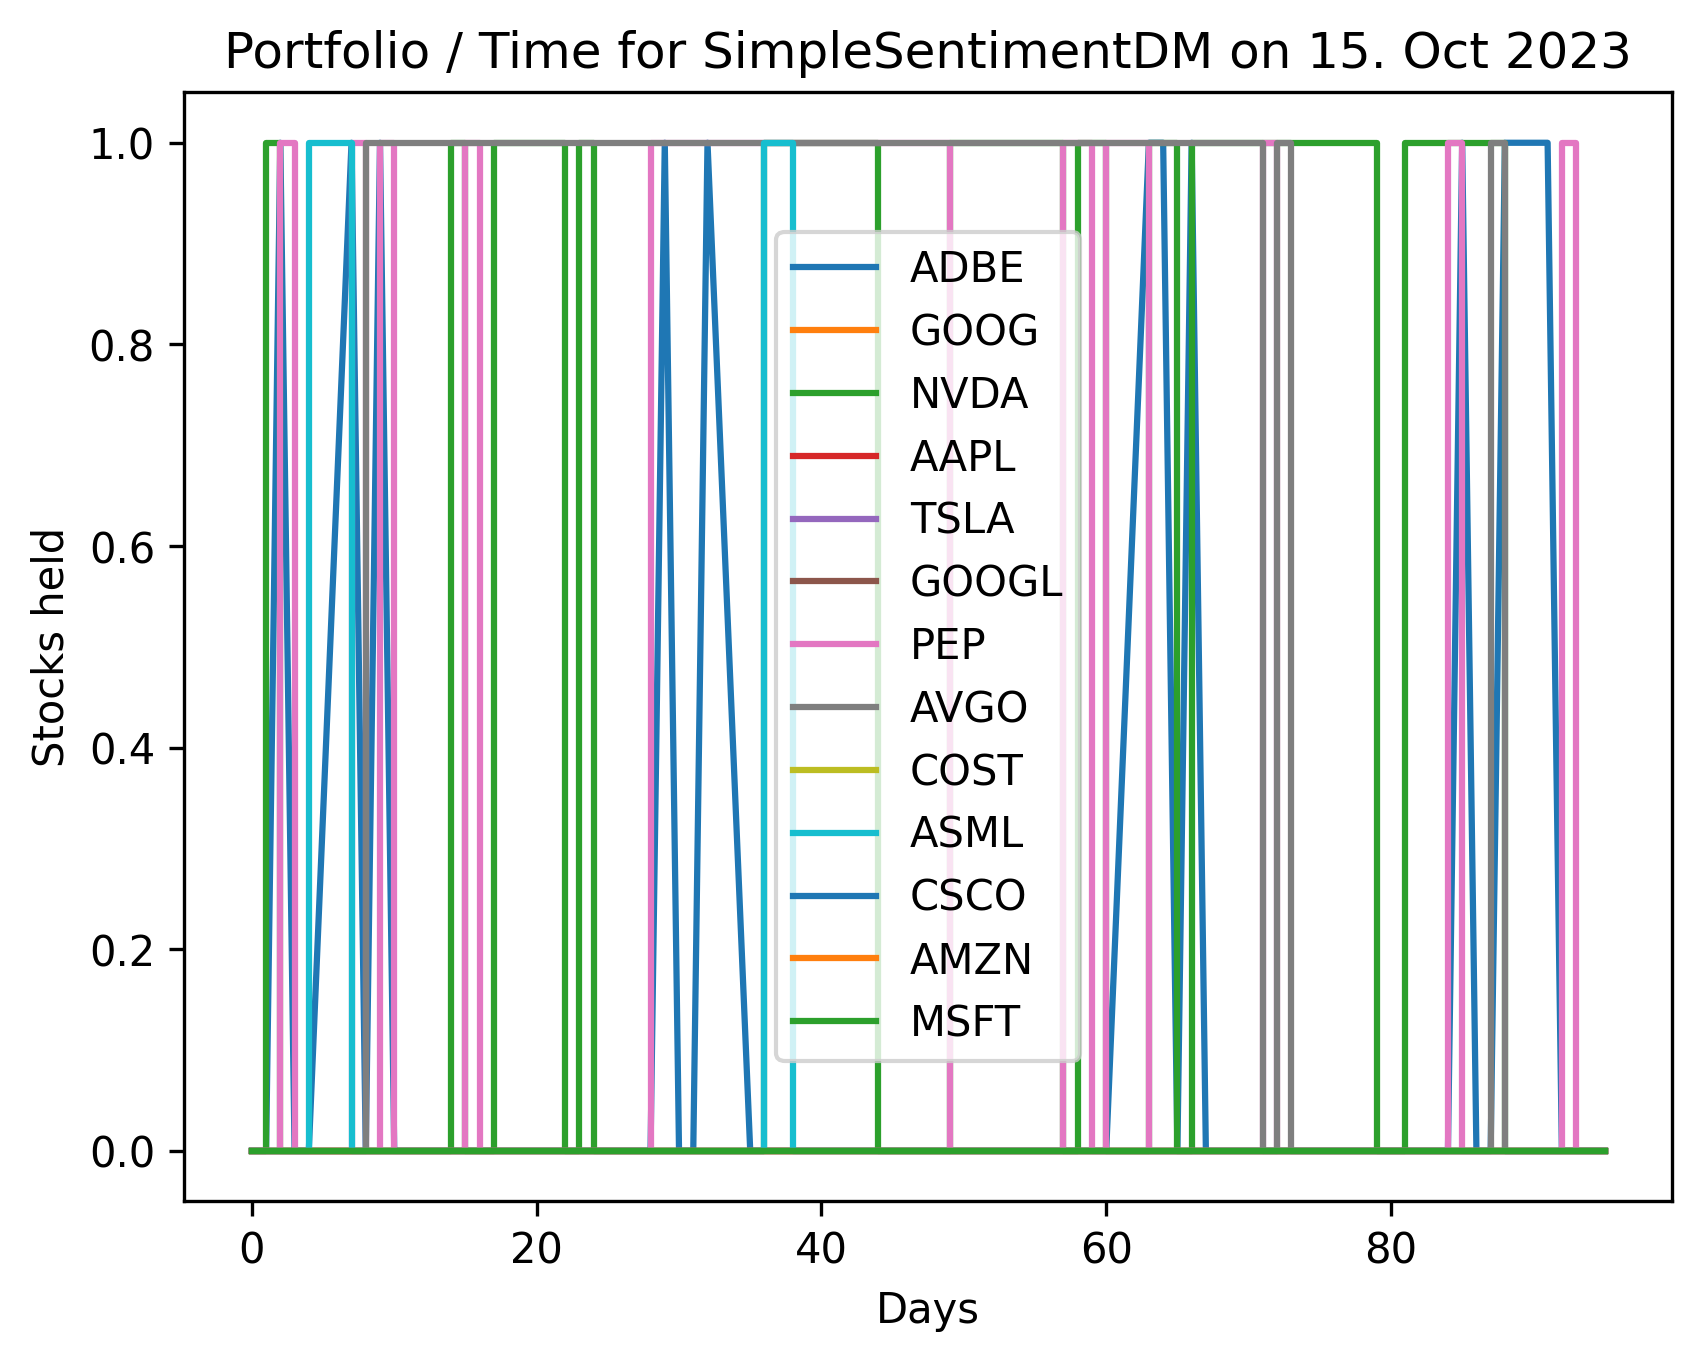 Portfolio / Time for SimpleSentimentDM on 15. Oct 2023
Stocks held
1.0
0.8
0.6
0.4
0.2
0.0
ADBE
GOOG
NVDA
AAPL
TSLA
GOOGL
PEP
AVGO
COST
ASML
CSCO
AMZN
MSFT
0 20 40 60 80
Days